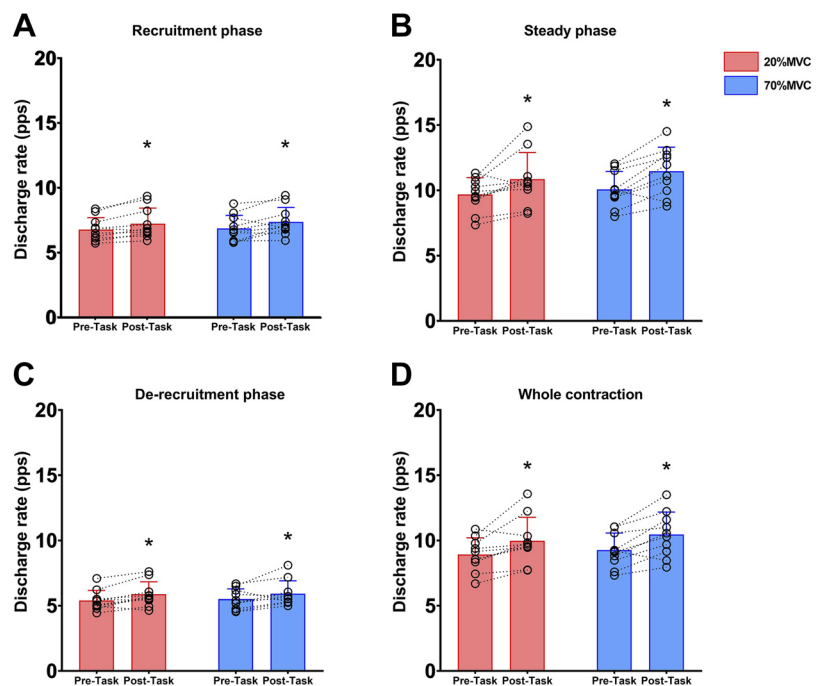 A
Recruitment phase
Discharge rate (pps)
20
15
10
5
0
*
*
Pre-Task Post-Task Pre-Task Post-Task
B
Steady phase
Discharge rate (pps)
20
15
10
5
0
*
*
Pre-Task Post-Task Pre-Task Post-Task
20%MVC
70%MVC
C
De-recruitment phase
Discharge rate (pps)
20
15
10
5
0
*
*
Pre-Task Post-Task Pre-Task Post-Task
D
Whole contraction
Discharge rate (pps)
20
15
10
5
0
*
*
Pre-Task Post-Task Pre-Task Post-Task